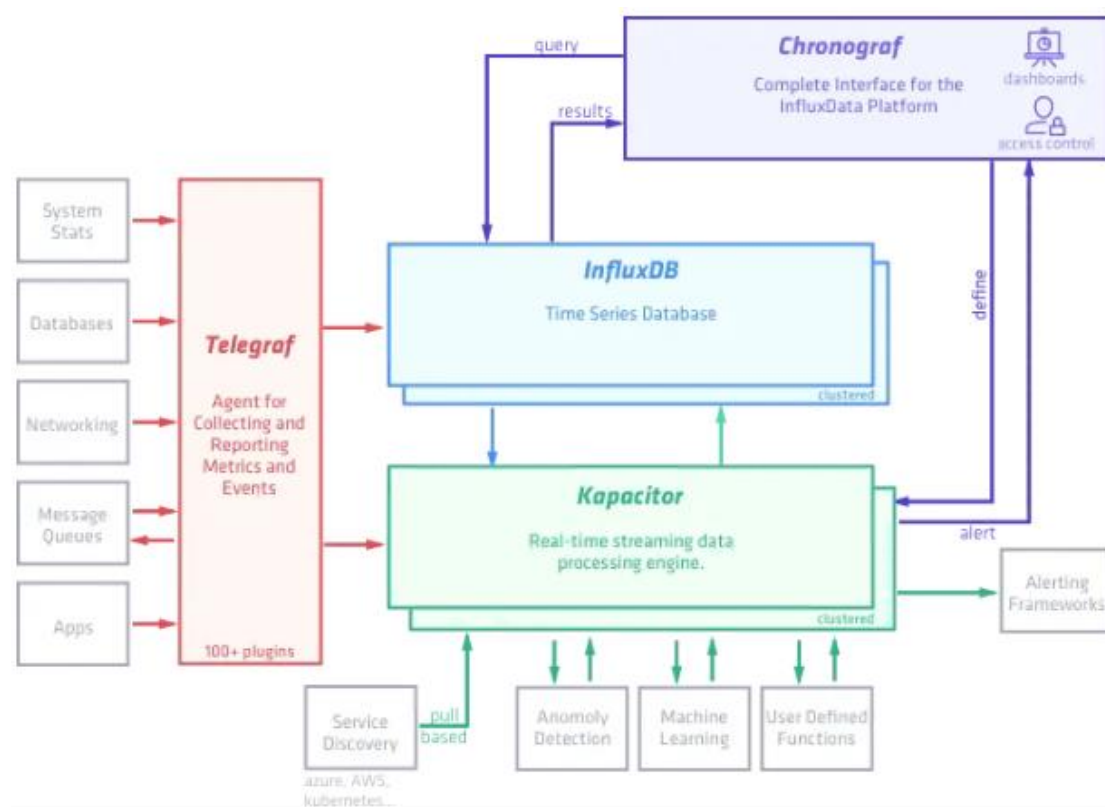 query
Chronograf
Complete Interface for the
InfluxData Platform
dashboards
access control
results
System
Stats
Databases
Networking
Message
Queues
Apps
Telegraf
Agent for
Collecting and
Reporting
Metrics and
Events
100+ plugins
InfluxDB
Time Series Database
clustered
define
Kapacitor
Real-time streaming data
processing engine.
clustered
alert
Alerting
Frameworks
Service
Discovery
azure, AWS,
kubernetes...
pull
based
Anomoly
Detection
Machine
Learning
User Defined
Functions